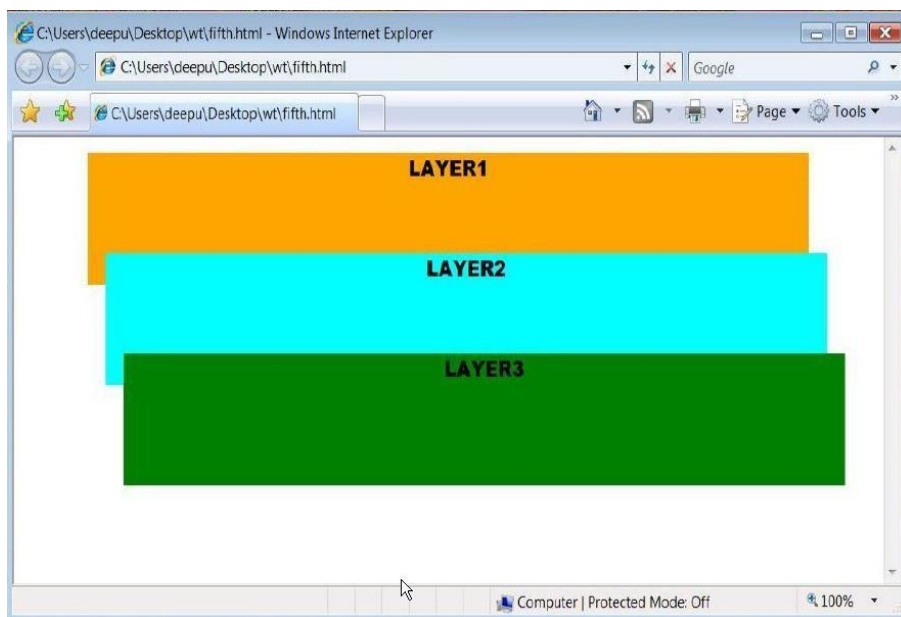 C:\Users\deepu\Desktop\wt\fifth.html - Windows Internet Explorer
C:\Users\deepu\Desktop\wt\fifth.html
Google
C:\Users\deepu\Desktop\wt\fifth.html
Page
Tools
LAYER1
LAYER2
LAYER3
Computer | Protected Mode: Off
100%